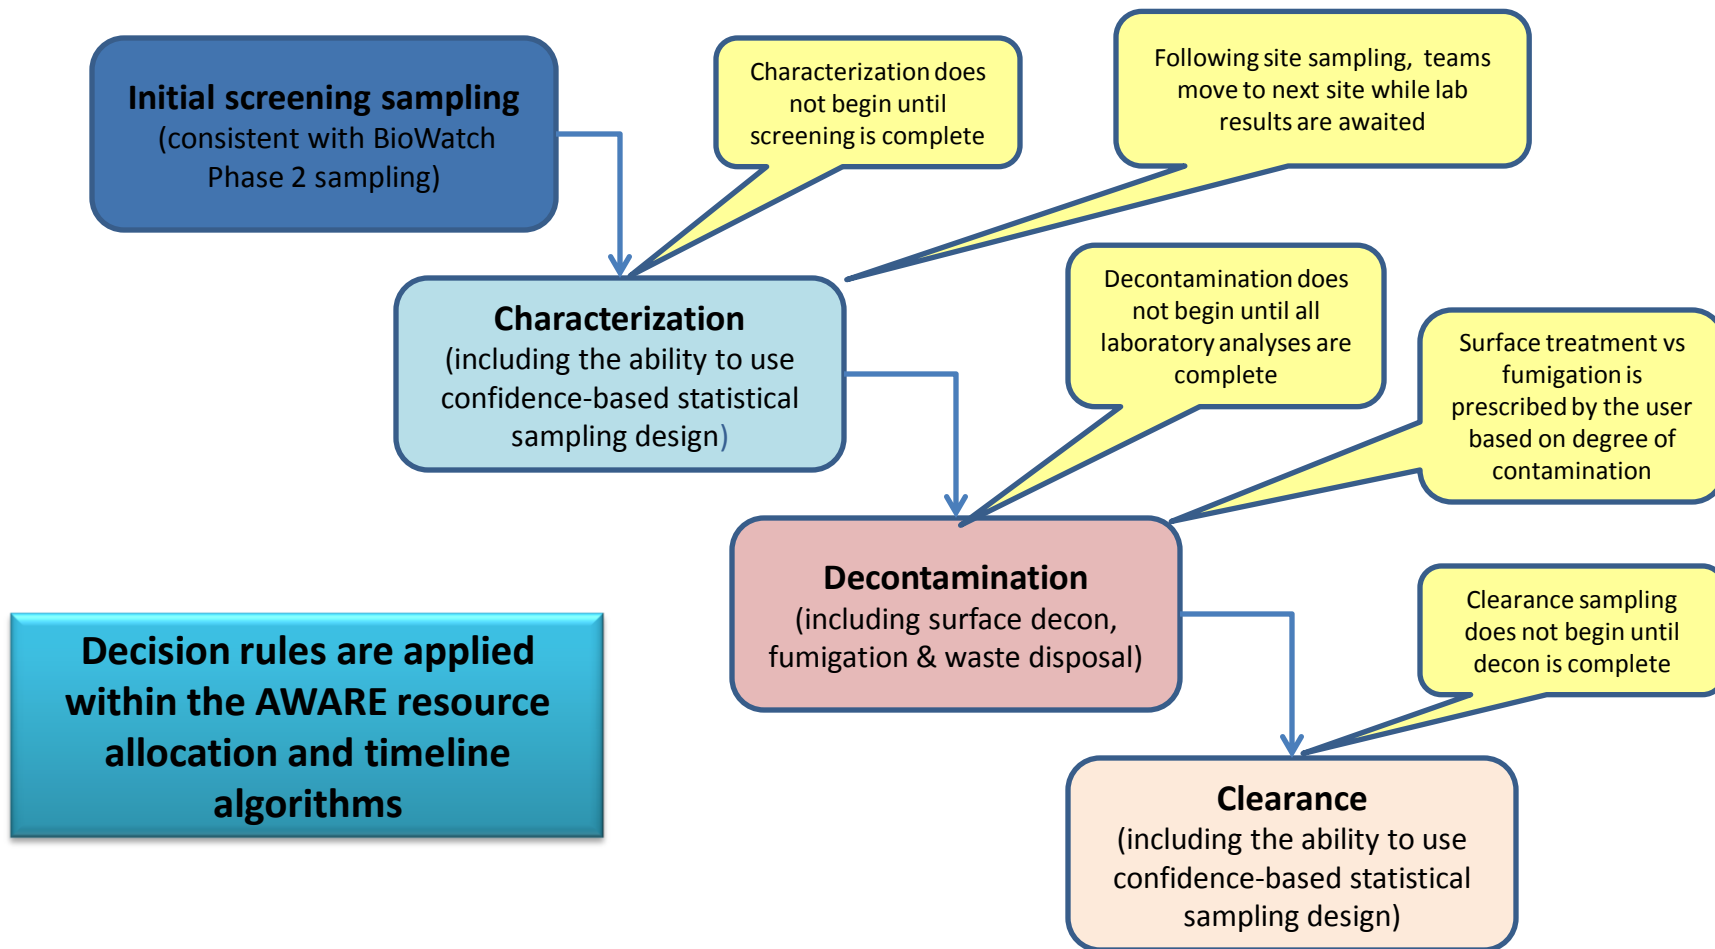 Initial screening sampling
(consistent with BioWatch
Phase 2 sampling)
Characterization does
not begin until
screening is complete
Following site sampling, teams
move to next site while lab
results are awaited
Characterization
(including the ability to use
confidence-based statistical
sampling design)
Decontamination does
not begin until all
laboratory analyses are
complete
Surface treatment vs
fumigation is
prescribed by the user
based on degree of
contamination
Decontamination
(including surface decon,
fumigation & waste disposal)
Clearance sampling
does not begin until
decon is complete
Decision rules are applied
within the AWARE resource
allocation and timeline
algorithms
Clearance
(including the ability to use
confidence-based statistical
sampling design)